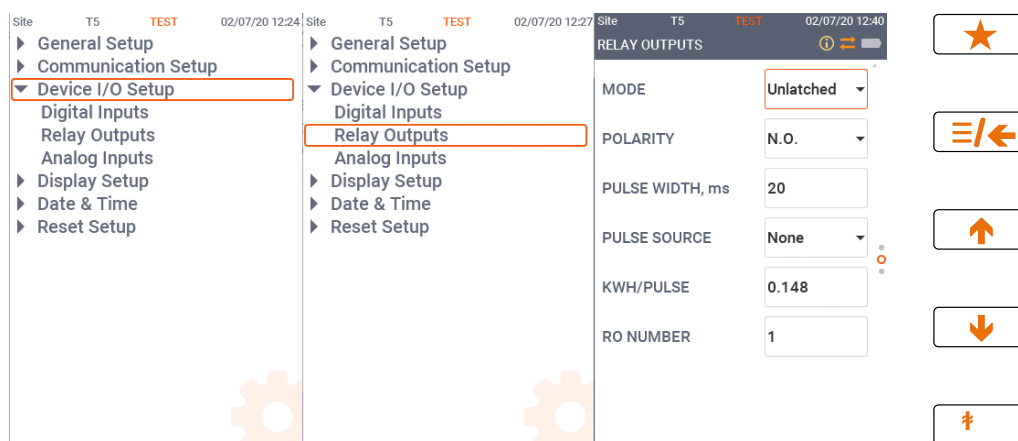 Site T5 TEST 02/07/20 12:24
General Setup
Communication Setup
Device I/O Setup
Digital Inputs
Relay Outputs
Analog Inputs
Display Setup
Date & Time
Reset Setup
Site T5 TEST 02/07/20 12:27
General Setup
Communication Setup
Device I/O Setup
Digital Inputs
Relay Outputs
Analog Inputs
Display Setup
Date & Time
Reset Setup
Site T5 TEST 02/07/20 12:40
RELAY OUTPUTS
MODE Unlatched
POLARITY N.O.
PULSE WIDTH, ms 20
PULSE SOURCE None
KWH/PULSE 0.148
RO NUMBER 1